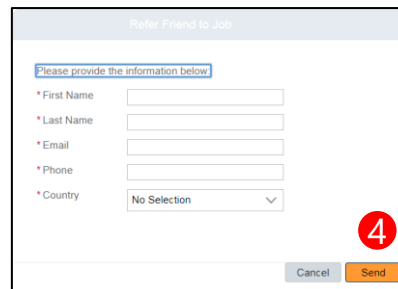 Refer Friend to Job
Please provide the information below:
* First Name
* Last Name
* Email
* Phone
* Country
No Selection
4
Cancel
Send